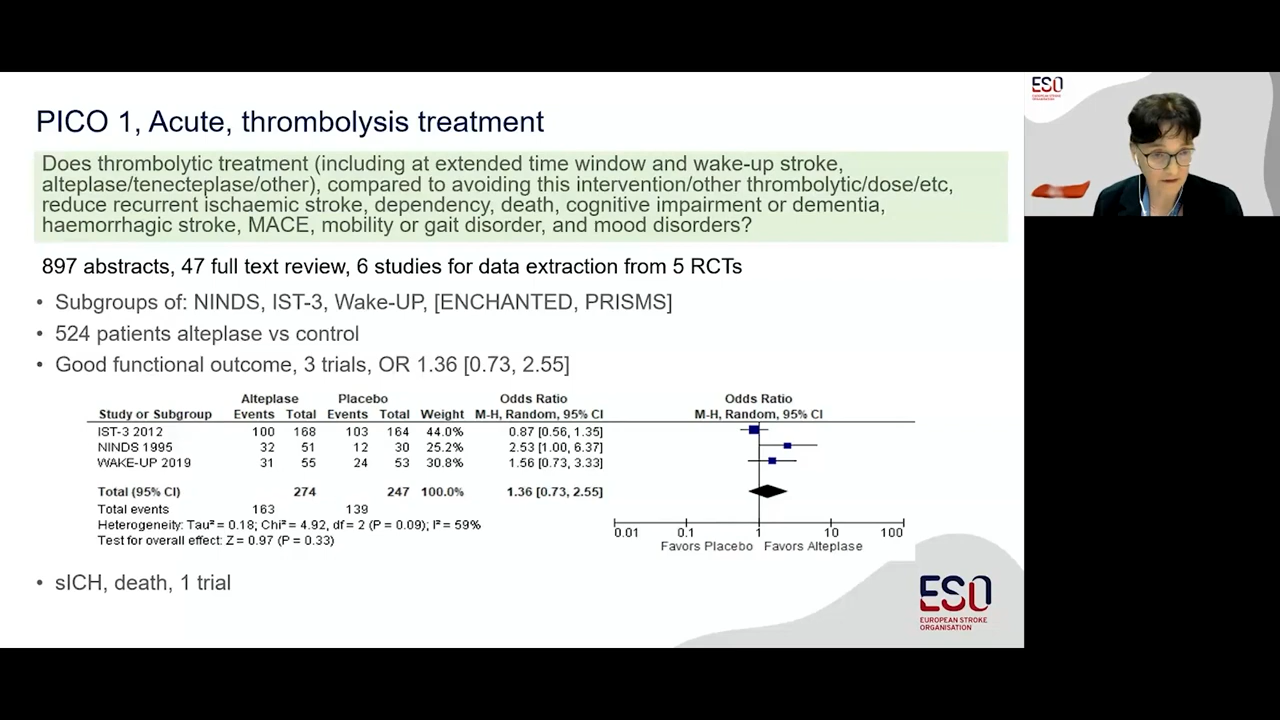 PICO 1, Acute, thrombolysis treatment
Does thrombolytic treatment (including at extended time window and wake-up stroke,
alteplase/tenecteplase/other), compared to avoiding this intervention/other thrombolytic/dose/etc,
reduce recurrent ischaemic stroke, dependency, death, cognitive impairment or dementia,
haemorrhagic stroke, MACE, mobility or gait disorder, and mood disorders?
897 abstracts, 47 full text review, 6 studies for data extraction from 5 RCTs
• Subgroups of: NINDS, IST-3, Wake-UP, [ENCHANTED, PRISMS]
• 524 patients alteplase vs control
• Good functional outcome, 3 trials, OR 1.36 [0.73, 2.55]
Alteplase Placebo Odds Ratio Odds Ratio
Study or Subgroup Events Total Events Total Weight M-H, Random, 95% CI M-H, Random, 95% CI
IST-3 2012 100 168 103 164 44.0% 0.87 [0.56, 1.35]
NINDS 1995 32 51 12 30 25.2% 2.53 [1.00, 6.37]
WAKE-UP 2019 31 55 24 53 30.8% 1.56 [0.73, 3.33]
Total (95% CI) 274 247 100.0% 1.36 [0.73, 2.55]
Total events 163 139
Heterogeneity: Tau² = 0.18; Chi² = 4.92, df = 2 (P = 0.09); I² = 59%
Test for overall effect: Z = 0.97 (P = 0.33)
0.01 0.1 1 10 100
Favors Placebo Favors Alteplase
• sICH, death, 1 trial
ESO
EUROPEAN STROKE
ORGANISATION
ESO
EUROPEAN STROKE
ORGANISATION